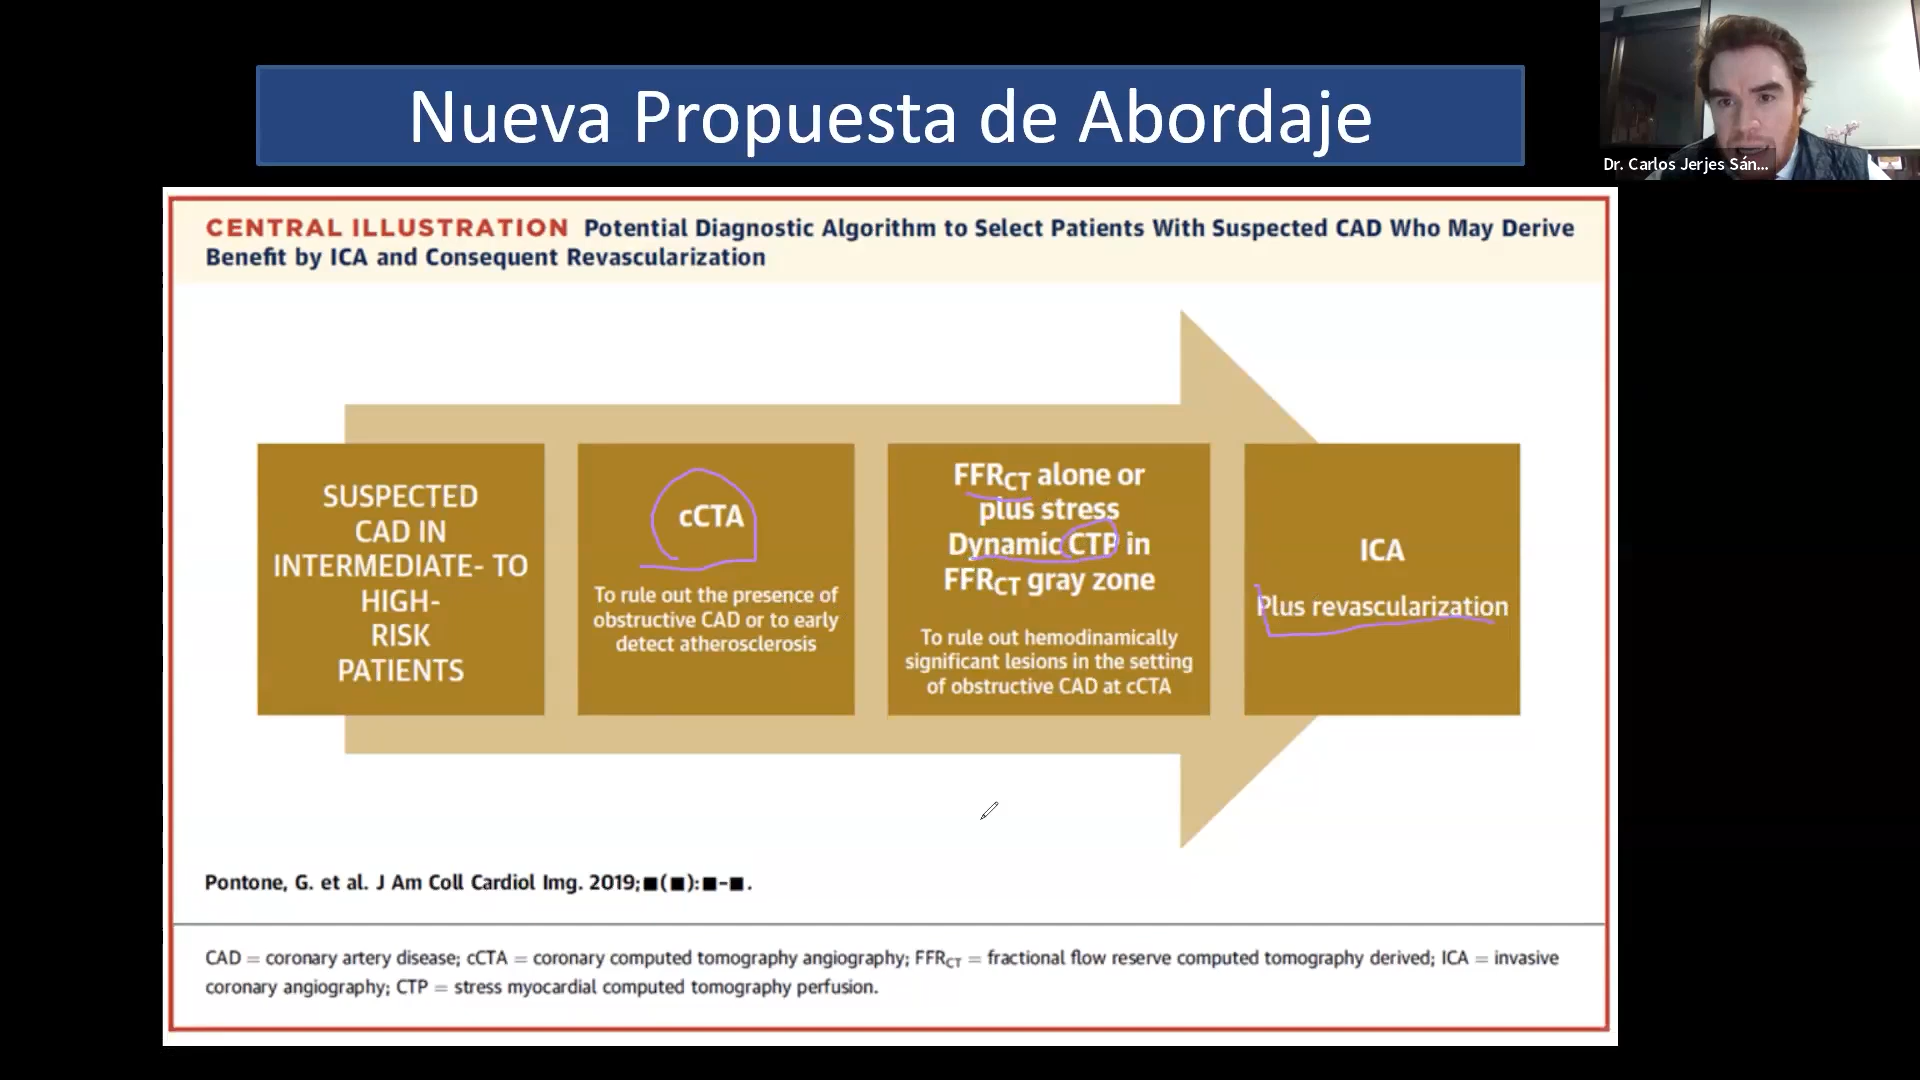 Nueva Propuesta de Abordaje
Dr. Carlos Jerjes Sán...
CENTRAL ILLUSTRATION Potential Diagnostic Algorithm to Select Patients With Suspected CAD Who May Derive
Benefit by ICA and Consequent Revascularization
SUSPECTED
CAD IN
INTERMEDIATE- TO
HIGH-
RISK
PATIENTS
cCTA
To rule out the presence of
obstructive CAD or to early
detect atherosclerosis
FFRCT alone or
plus stress
Dynamic CTP in
FFRCT gray zone
To rule out hemodinamically
significant lesions in the setting
of obstructive CAD at cCTA
ICA
Plus revascularization
Pontone, G. et al. J Am Coll Cardiol Img. 2019;■(■):■-■.
CAD = coronary artery disease; cCTA = coronary computed tomography angiography; FFRCT = fractional flow reserve computed tomography derived; ICA = invasive
coronary angiography; CTP = stress myocardial computed tomography perfusion.